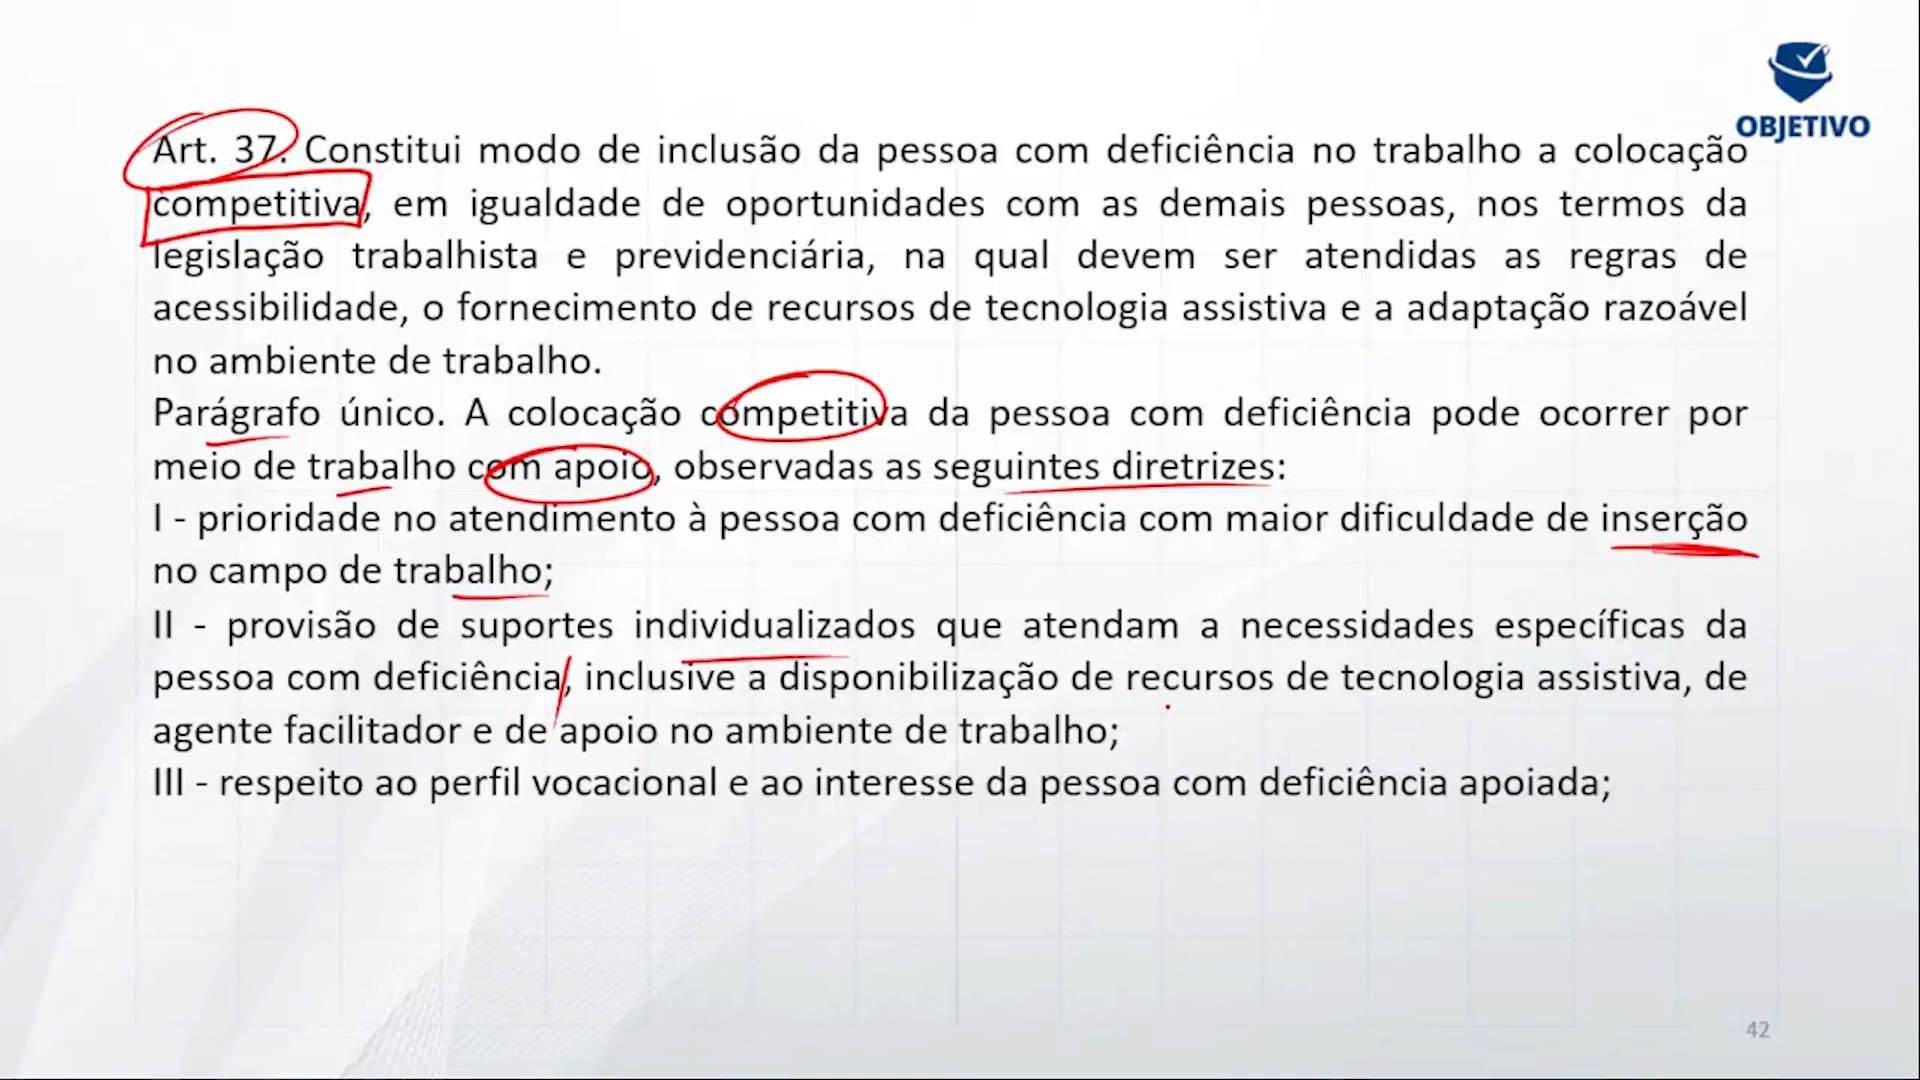 OBJETIVO
Art. 37. Constitui modo de inclusão da pessoa com deficiência no trabalho a colocação
competitiva, em igualdade de oportunidades com as demais pessoas, nos termos da
legislação trabalhista e previdenciária, na qual devem ser atendidas as regras de
acessibilidade, o fornecimento de recursos de tecnologia assistiva e a adaptação razoável
no ambiente de trabalho.
Parágrafo único. A colocação competitiva da pessoa com deficiência pode ocorrer por
meio de trabalho com apoio, observadas as seguintes diretrizes:
I - prioridade no atendimento à pessoa com deficiência com maior dificuldade de inserção
no campo de trabalho;
II - provisão de suportes individualizados que atendam a necessidades específicas da
pessoa com deficiência, inclusive a disponibilização de recursos de tecnologia assistiva, de
agente facilitador e de apoio no ambiente de trabalho;
III - respeito ao perfil vocacional e ao interesse da pessoa com deficiência apoiada;
42